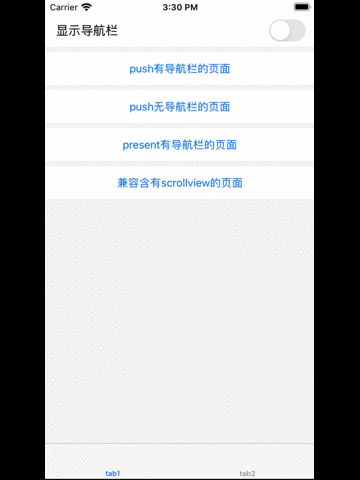 Carrier 3:30 PM
显示导航栏
push有导航栏的页面
push无导航栏的页面
present有导航栏的页面
兼容含有scrollview的页面
tab1 tab2